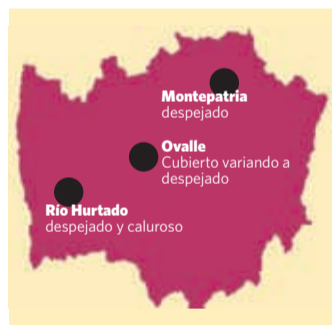 Montepatria
despejado
Ovalle
Cubierto variando a
despejado
Río Hurtado
despejado y caluroso